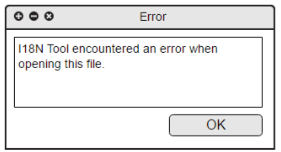 Error
I18N Tool encountered an error when
opening this file.
OK